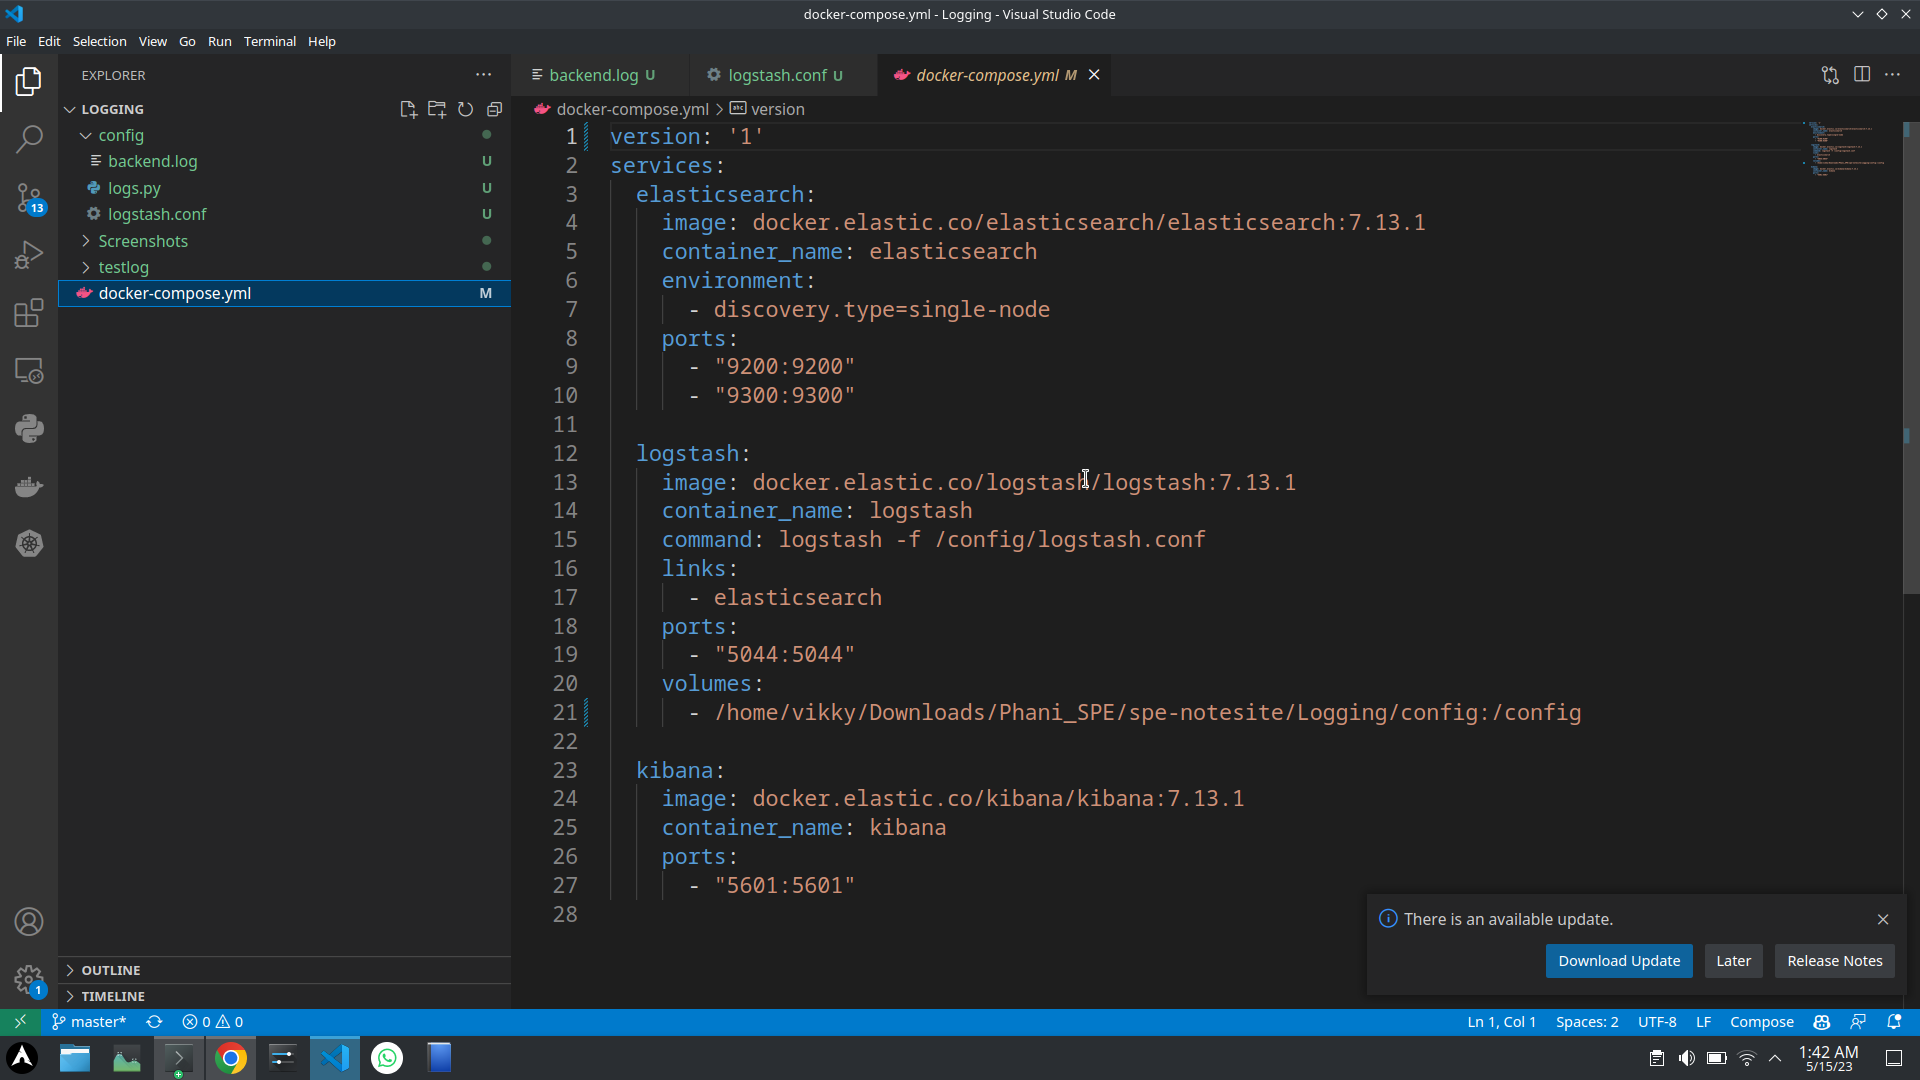 docker-compose.yml - Logging - Visual Studio Code
File Edit Selection View Go Run Terminal Help
EXPLORER
backend.log U
logstash.conf U
docker-compose.yml M
LOGGING
docker-compose.yml > version
config
backend.log U
logs.py U
logstash.conf U
Screenshots
testlog
docker-compose.yml M
13
1 version: '1'
2 services:
3 elasticsearch:
4 image: docker.elastic.co/elasticsearch/elasticsearch:7.13.1
5 container_name: elasticsearch
6 environment:
7 - discovery.type=single-node
8 ports:
9 - "9200:9200"
10 - "9300:9300"
11
12 logstash:
13 image: docker.elastic.co/logstash/logstash:7.13.1
14 container_name: logstash
15 command: logstash -f /config/logstash.conf
16 links:
17 - elasticsearch
18 ports:
19 - "5044:5044"
20 volumes:
21 - /home/vikky/Downloads/Phani_SPE/spe-notesite/Logging/config:/config
22
23 kibana:
24 image: docker.elastic.co/kibana/kibana:7.13.1
25 container_name: kibana
26 ports:
27 - "5601:5601"
28
There is an available update.
Download Update Later Release Notes
OUTLINE
TIMELINE
1
master* 0 0
Ln 1, Col 1 Spaces: 2 UTF-8 LF Compose
1:42 AM
5/15/23